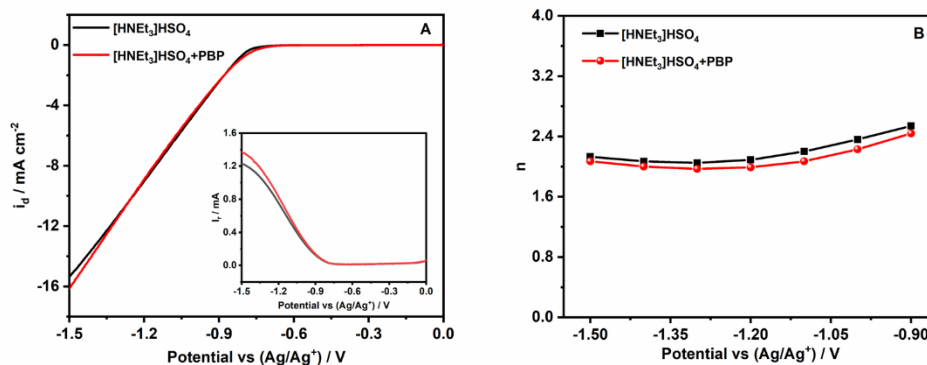 A
[HNEt₃]HSO₄
[HNEt₃]HSO₄+PBP
i_d / mA cm⁻²
0
-4
-8
-12
-16
-1.5 -1.2 -0.9 -0.6 -0.3 0.0
Potential vs (Ag/Ag⁺) / V
I_r / mA
1.6
1.2
0.8
0.4
0.0
-1.5 -1.2 -0.9 -0.6 -0.3 0.0
Potential vs (Ag/Ag⁺) / V
B
[HNEt₃]HSO₄
[HNEt₃]HSO₄+PBP
n
4.0
3.2
2.4
1.6
0.8
0.0
-1.50 -1.35 -1.20 -1.05 -0.90
Potential vs (Ag/Ag⁺) / V